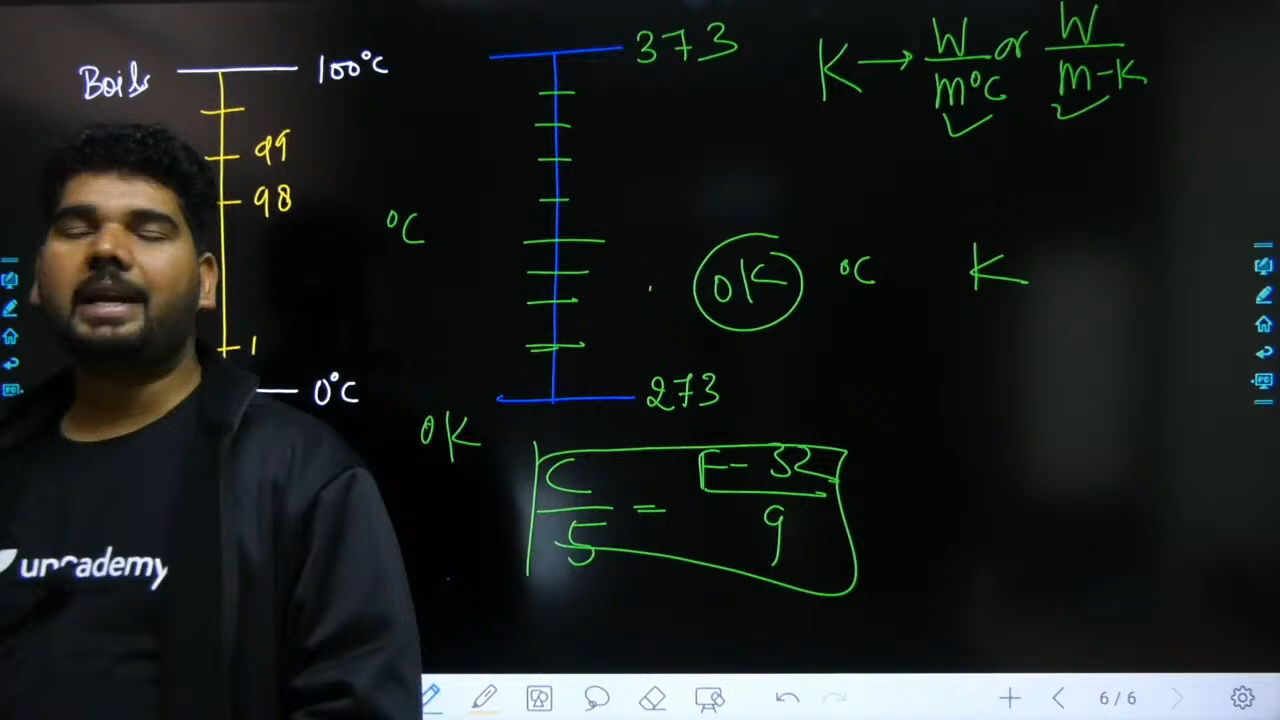 Boils
100°C
99
98
1
0°C
°C
0K
373
273
0K
°C
K
K → W/m°C or W/m-K
C/5 = F-32/9
unacademy
6/6